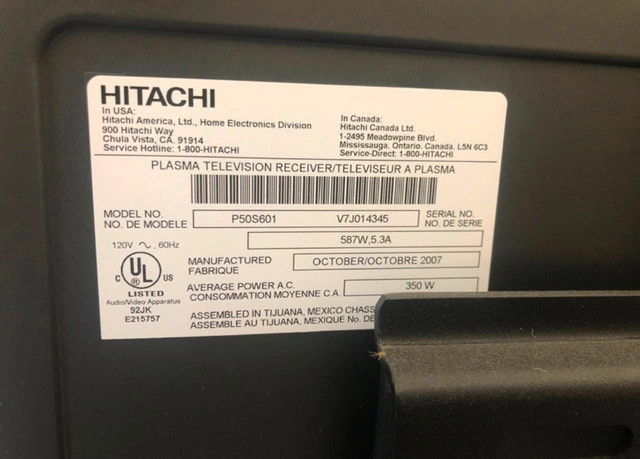 HITACHI
In USA:
Hitachi America, Ltd., Home Electronics Division
900 Hitachi Way
Chula Vista, CA. 91914
Service Hotline: 1-800-HITACHI
In Canada:
Hitachi Canada Ltd.
1-2495 Meadowpine Blvd.
Mississauga. Ontario. Canada. L5N 6C3
Service-Direct: 1-800-HITACHI
PLASMA TELEVISION RECEIVER/TELEVISEUR A PLASMA
MODEL NO.
NO. DE MODELE
P50S601 V7J014345
SERIAL NO.
NO. DE SERIE
120V ~, 60Hz
587W,5.3A
C UL US
®
LISTED
Audio/Video Apparatus
92JK
E215757
MANUFACTURED
FABRIQUE
OCTOBER/OCTOBRE 2007
AVERAGE POWER A.C.
CONSOMMATION MOYENNE C.A
350 W
ASSEMBLED IN TIJUANA, MEXICO CHASS
ASSEMBLE AU TIJUANA, MEXIQUE No. DE